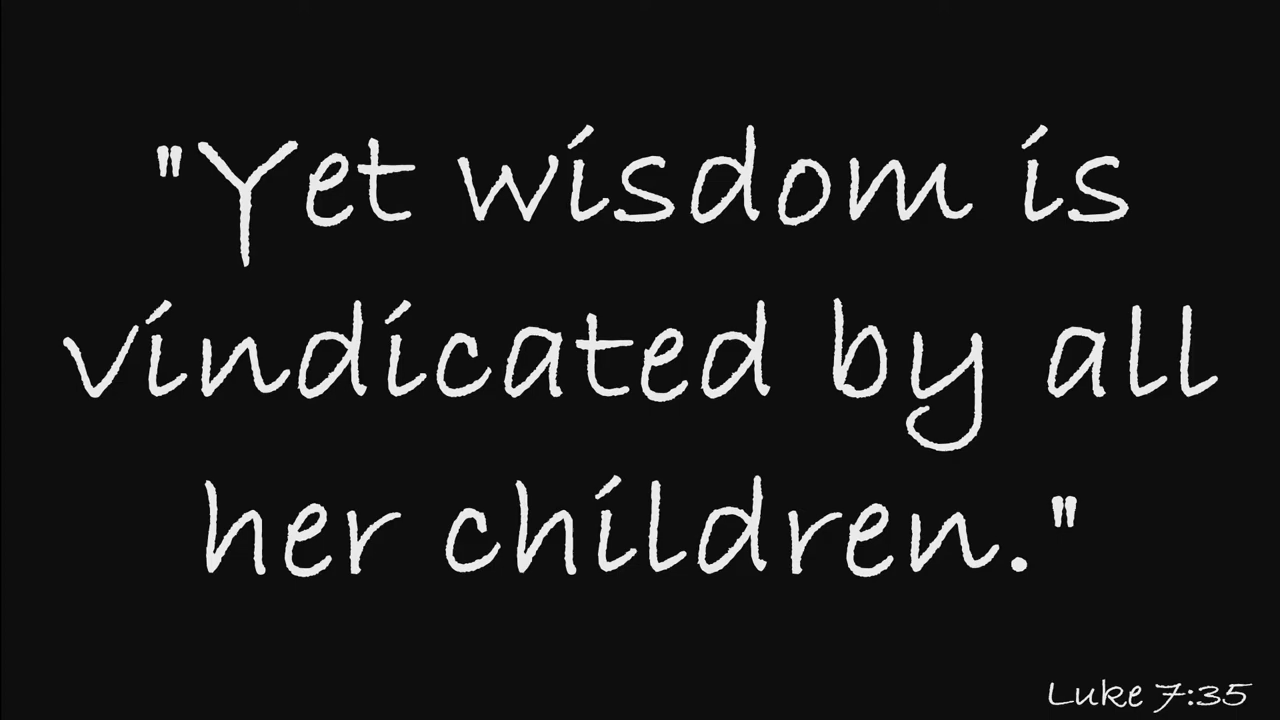 "Yet wisdom is
vindicated by all
her children."
Luke 7:35